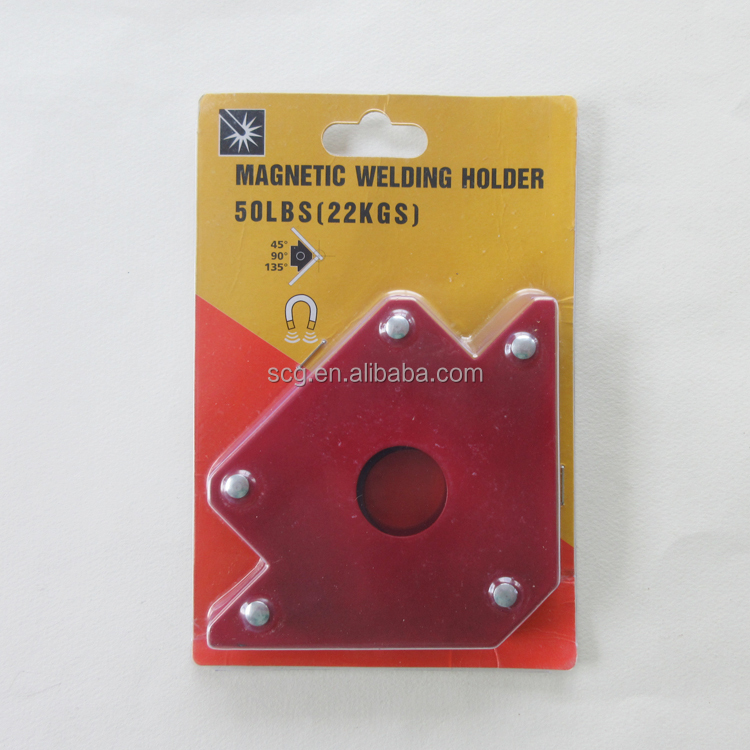 MAGNETIC WELDING HOLDER
50LBS(22KGS)
45°
90°
135°
scg.en.alibaba.com